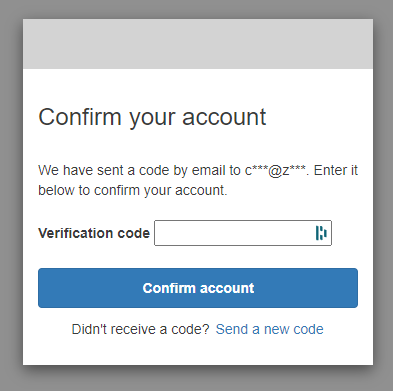 Confirm your account
We have sent a code by email to c***@z***. Enter it
below to confirm your account.
Verification code
Confirm account
Didn't receive a code? Send a new code